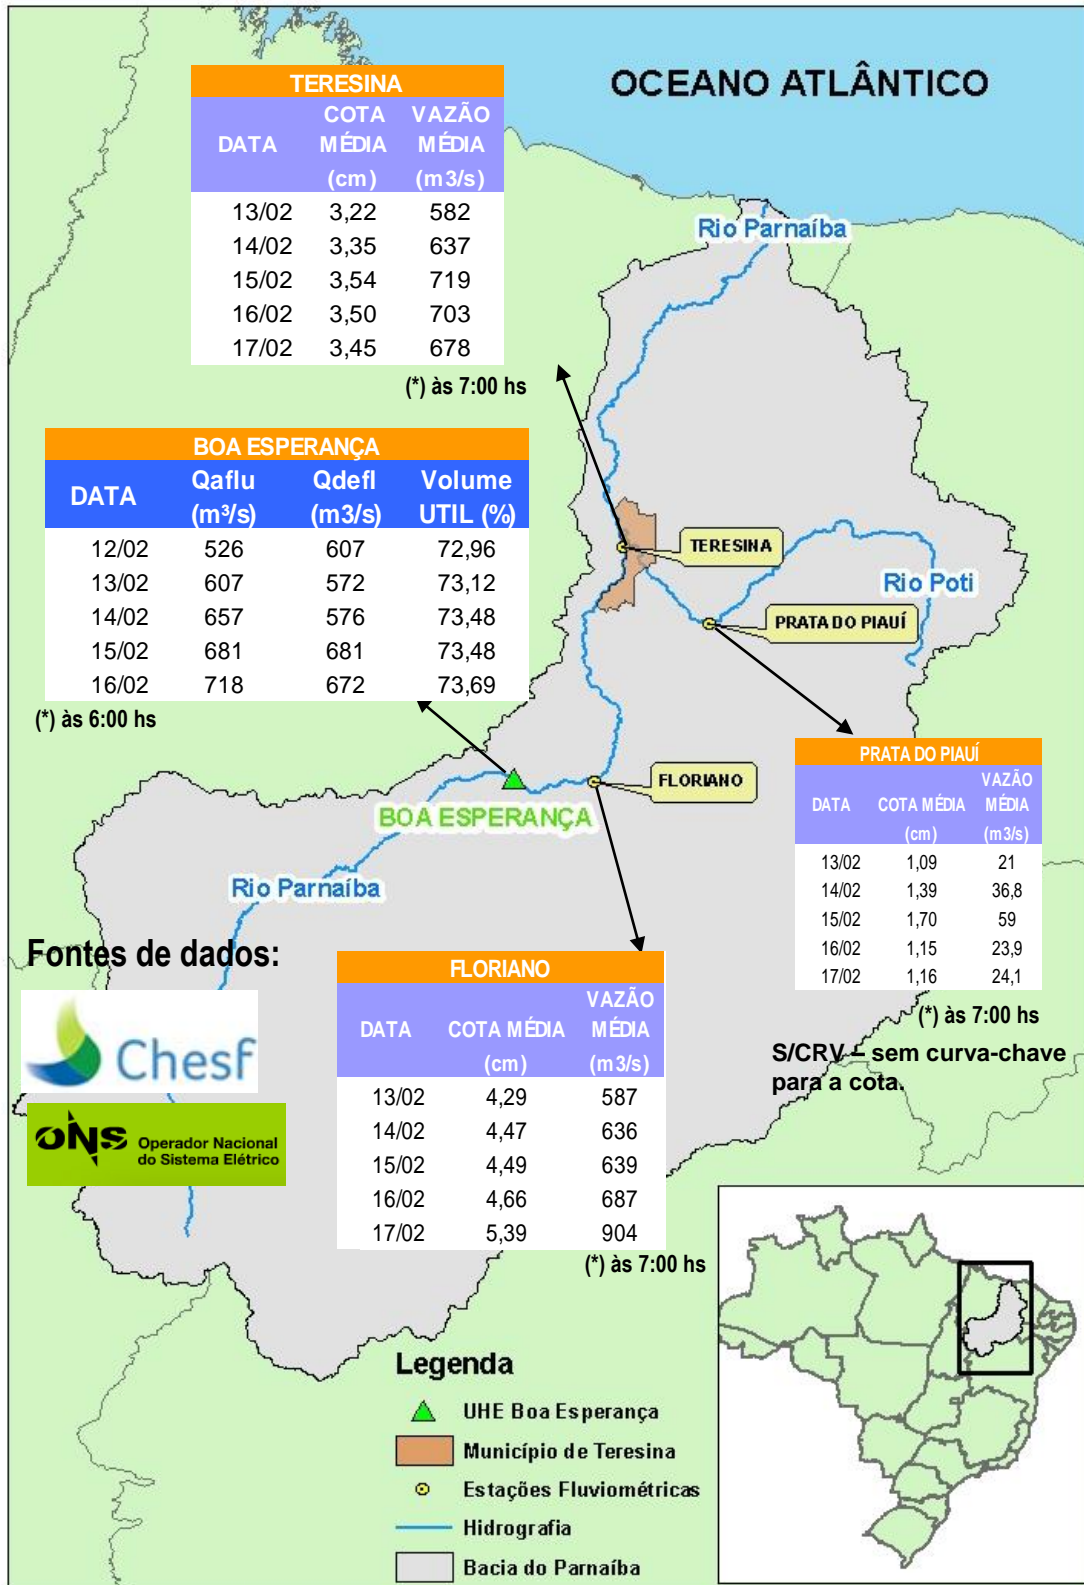 OCEANO ATLÂNTICO
TERESINA
DATA COTA MÉDIA (cm) VAZÃO MÉDIA (m3/s)
13/02 3,22 582
14/02 3,35 637
15/02 3,54 719
16/02 3,50 703
17/02 3,45 678
(*) às 7:00 hs
Rio Parnaíba
BOA ESPERANÇA
DATA Qaflu (m³/s) Qdefl (m3/s) Volume UTIL (%)
12/02 526 607 72,96
13/02 607 572 73,12
14/02 657 576 73,48
15/02 681 681 73,48
16/02 718 672 73,69
(*) às 6:00 hs
TERESINA
Rio Poti
PRATA DO PIAUÍ
FLORIANO
BOA ESPERANÇA
Rio Parnaíba
PRATA DO PIAUÍ
DATA COTA MÉDIA (cm) VAZÃO MÉDIA (m3/s)
13/02 1,09 21
14/02 1,39 36,8
15/02 1,70 59
16/02 1,15 23,9
17/02 1,16 24,1
(*) às 7:00 hs
S/CRV – sem curva-chave
para a cota.
Fontes de dados:
Chesf
ONS Operador Nacional
do Sistema Elétrico
FLORIANO
DATA COTA MÉDIA (cm) VAZÃO MÉDIA (m3/s)
13/02 4,29 587
14/02 4,47 636
15/02 4,49 639
16/02 4,66 687
17/02 5,39 904
(*) às 7:00 hs
Legenda
UHE Boa Esperança
Município de Teresina
Estações Fluviométricas
Hidrografia
Bacia do Parnaíba